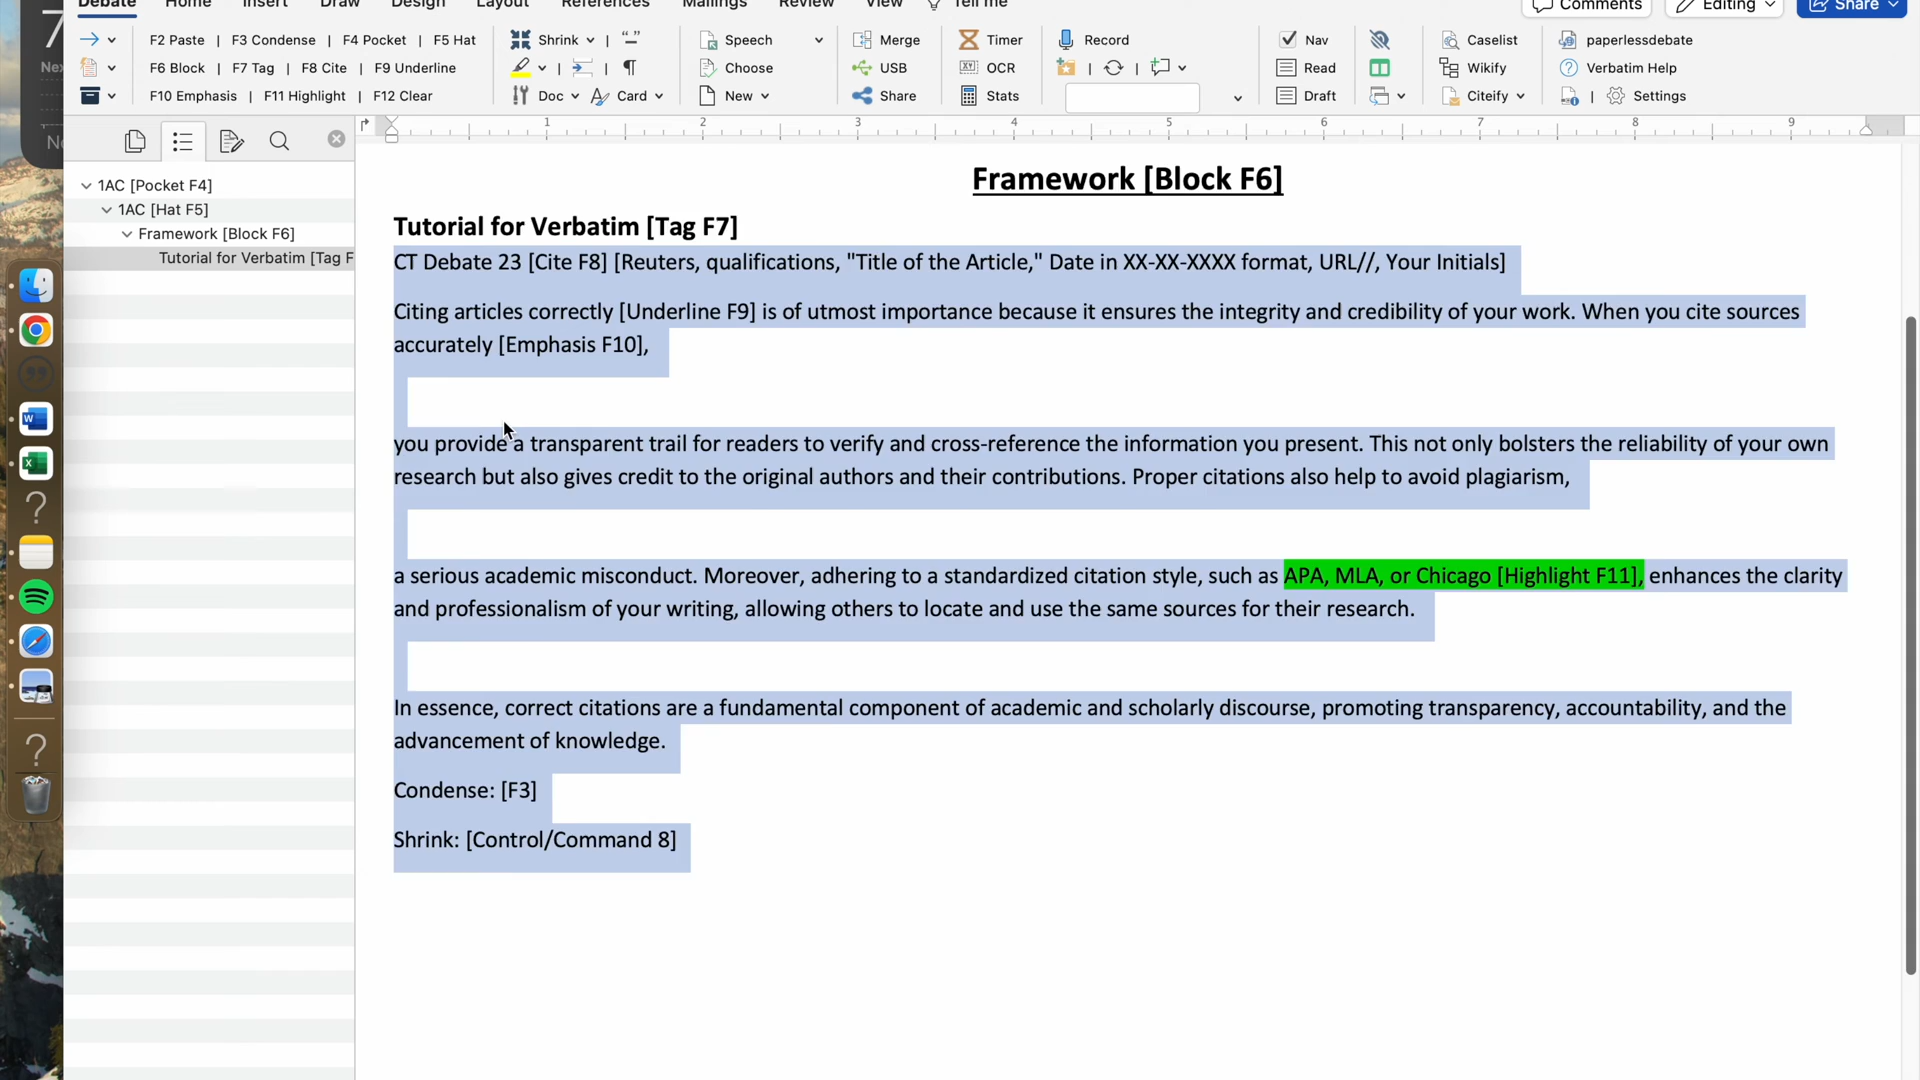 Debate Home Insert Draw Design Layout References Mailings Review View Tell me Comments Editing Share
F2 Paste | F3 Condense | F4 Pocket | F5 Hat Shrink | Speech Merge Timer Record Nav Caselist paperlessdebate
F6 Block | F7 Tag | F8 Cite | F9 Underline | | ¶ Choose USB OCR | | Read Wikify Verbatim Help
F10 Emphasis | F11 Highlight | F12 Clear Doc Card New Share Stats Draft Citeify | Settings
1 2 3 4 5 6 7 8 9
1AC [Pocket F4]
1AC [Hat F5]
Framework [Block F6]
Tutorial for Verbatim [Tag F
Framework [Block F6]
Tutorial for Verbatim [Tag F7]
CT Debate 23 [Cite F8] [Reuters, qualifications, "Title of the Article," Date in XX-XX-XXXX format, URL//, Your Initials]
Citing articles correctly [Underline F9] is of utmost importance because it ensures the integrity and credibility of your work. When you cite sources
accurately [Emphasis F10],
you provide a transparent trail for readers to verify and cross-reference the information you present. This not only bolsters the reliability of your own
research but also gives credit to the original authors and their contributions. Proper citations also help to avoid plagiarism,
a serious academic misconduct. Moreover, adhering to a standardized citation style, such as APA, MLA, or Chicago [Highlight F11], enhances the clarity
and professionalism of your writing, allowing others to locate and use the same sources for their research.
In essence, correct citations are a fundamental component of academic and scholarly discourse, promoting transparency, accountability, and the
advancement of knowledge.
Condense: [F3]
Shrink: [Control/Command 8]